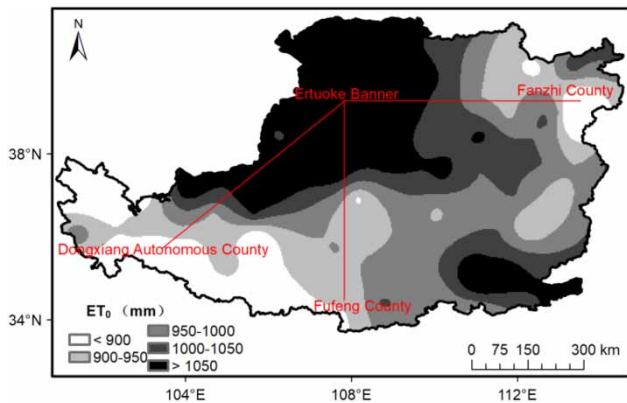 N
Ertuoke Banner
Fanzhi County
38°N
Dongxiang Autonomous County
Fufeng County
ET₀ (mm)
< 900
900-950
950-1000
1000-1050
> 1050
34°N
0 75 150 300 km
104°E
108°E
112°E